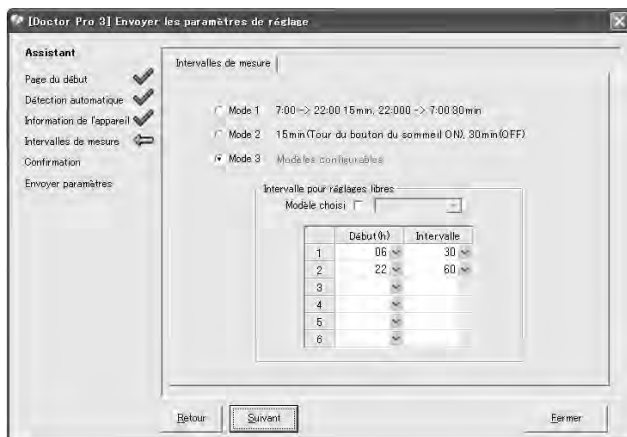 [Doctor Pro 3] Envoyer les paramètres de réglage
Assistant
Page du début
Détection automatique
Information de l'appareil
Intervalles de mesure
Confirmation
Envoyer paramètres
Intervalles de mesure
Mode 1 7:00 -> 22:00 15min, 22:000 -> 7:00 30min
Mode 2 15min(Tour du bouton du sommeil ON), 30min(OFF)
Mode 3 Modèles configurables
Intervalle pour réglages libres
Modèle choisi
Début(h) Intervalle
1 06 30
2 22 60
3
4
5
6
Retour Suivant Fermer